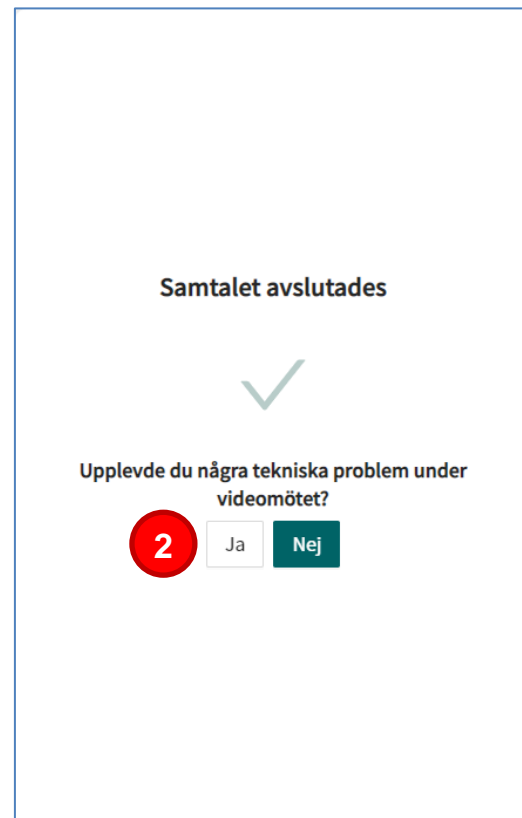 Samtalet avslutades
Upplevde du några tekniska problem under
videomötet?
2 Ja Nej